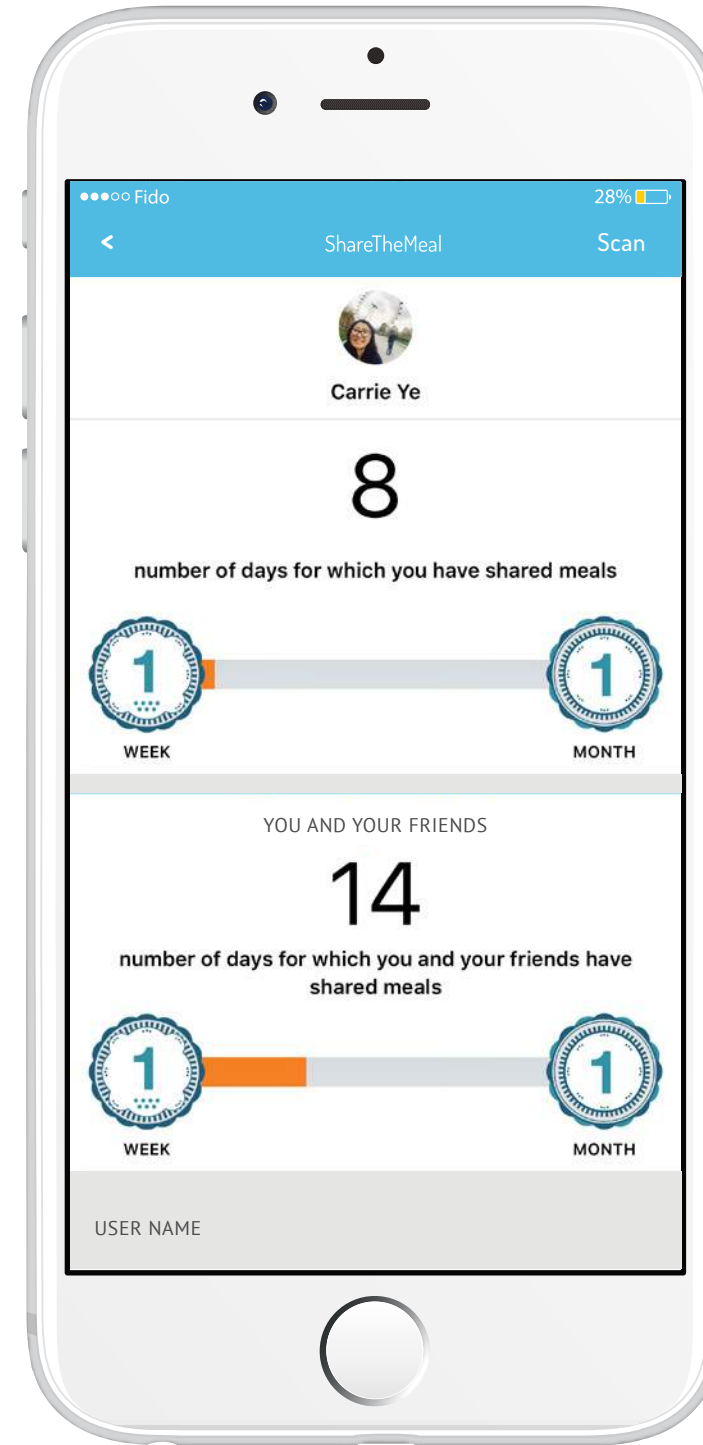 Fido 28%
< ShareTheMeal Scan
Carrie Ye
8
number of days for which you have shared meals
1 1
WEEK MONTH
YOU AND YOUR FRIENDS
14
number of days for which you and your friends have
shared meals
1 1
WEEK MONTH
USER NAME